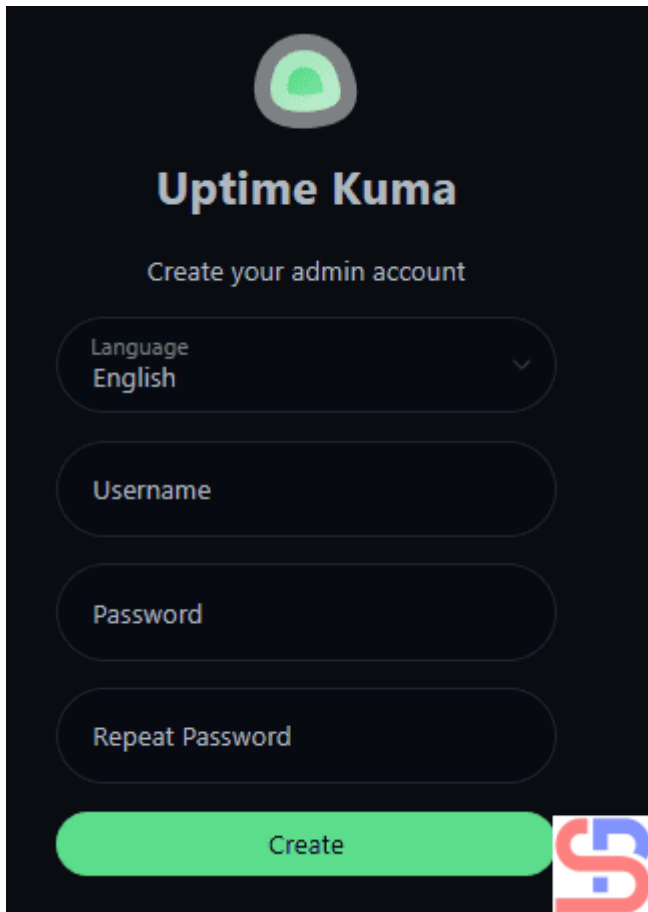 Uptime Kuma
Create your admin account
Language
English
Username
Password
Repeat Password
Create